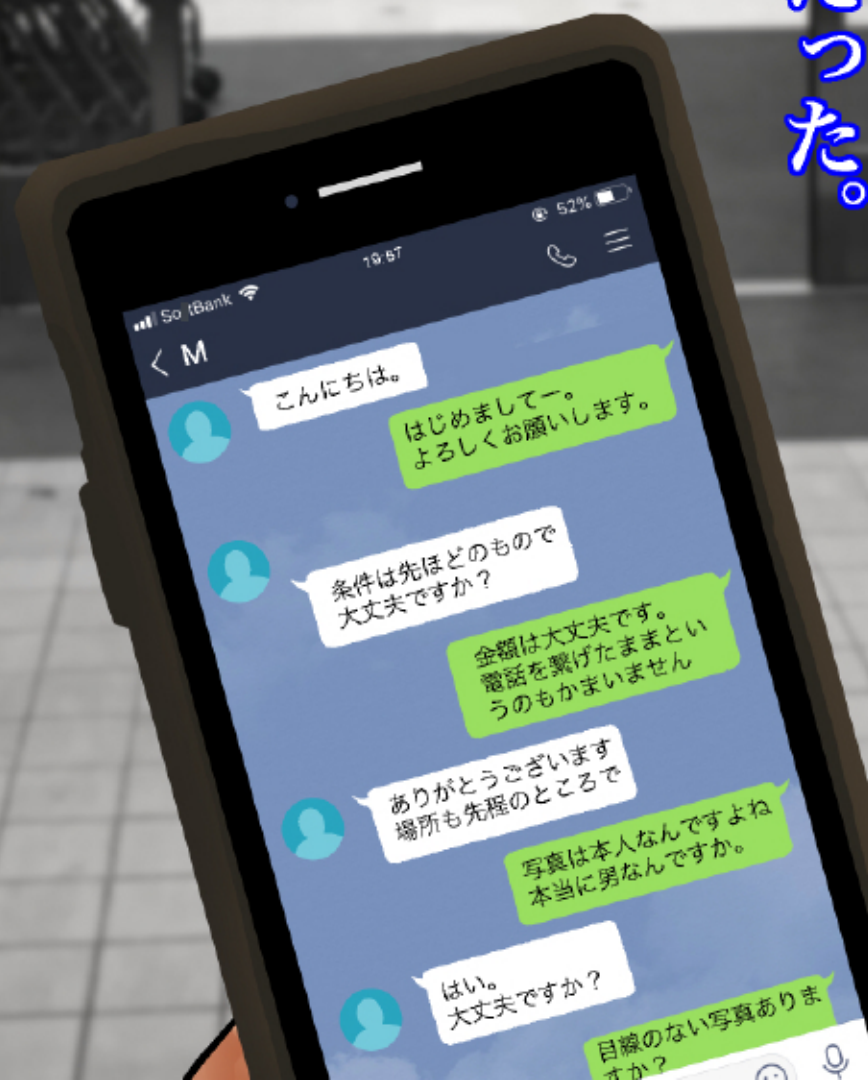 った。
SoftBank
19:57
52%
M
こんにちは。
はじめましてー。
よろしくお願いします。
条件は先ほどのもので
大丈夫ですか？
金額は大丈夫です。
電話を繋げたままとい
うのもかまいません
ありがとうございます
場所も先程のところで
写真は本人なんですよね
本当に男なんですか。
はい。
大丈夫ですか？
目線のない写真ありま
すか？